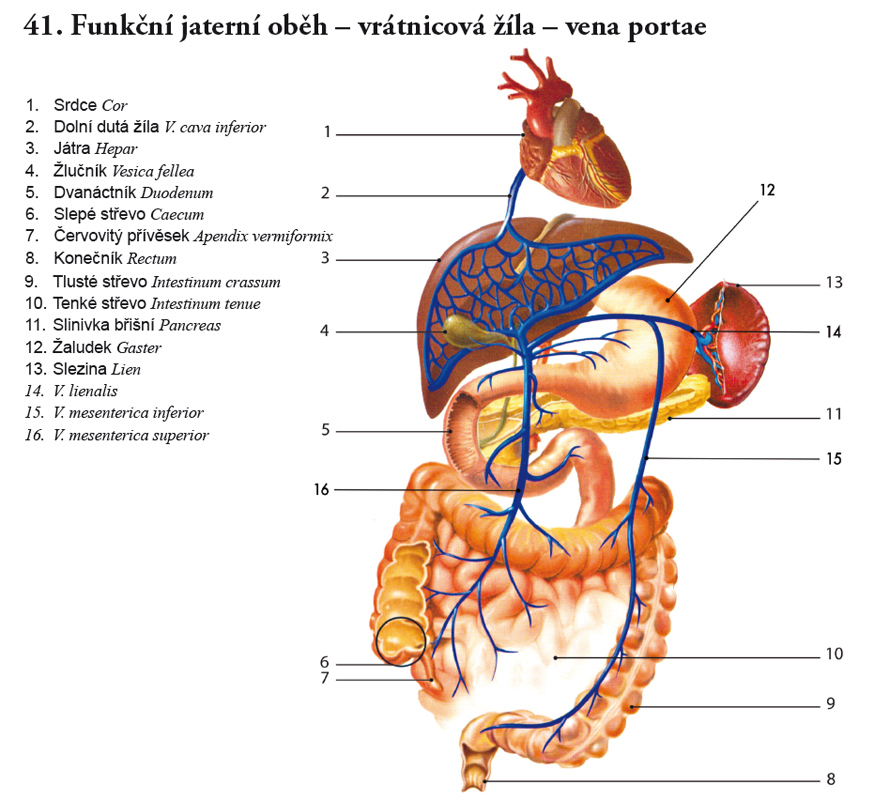 41. Funkční jaterní oběh – vrátnicová žíla – vena portae
1. Srdce Cor
2. Dolní dutá žíla V. cava inferior
3. Játra Hepar
4. Žlučník Vesica fellea
5. Dvanáctník Duodenum
6. Slepé střevo Caecum
7. Červovitý přívěsek Apendix vermiformix
8. Konečník Rectum
9. Tlusté střevo Intestinum crassum
10. Tenké střevo Intestinum tenue
11. Slinivka břišní Pancreas
12. Žaludek Gaster
13. Slezina Lien
14. V. lienalis
15. V. mesenterica inferior
16. V. mesenterica superior
1
2
3
4
5
16
6
7
12
13
14
11
15
10
9
8